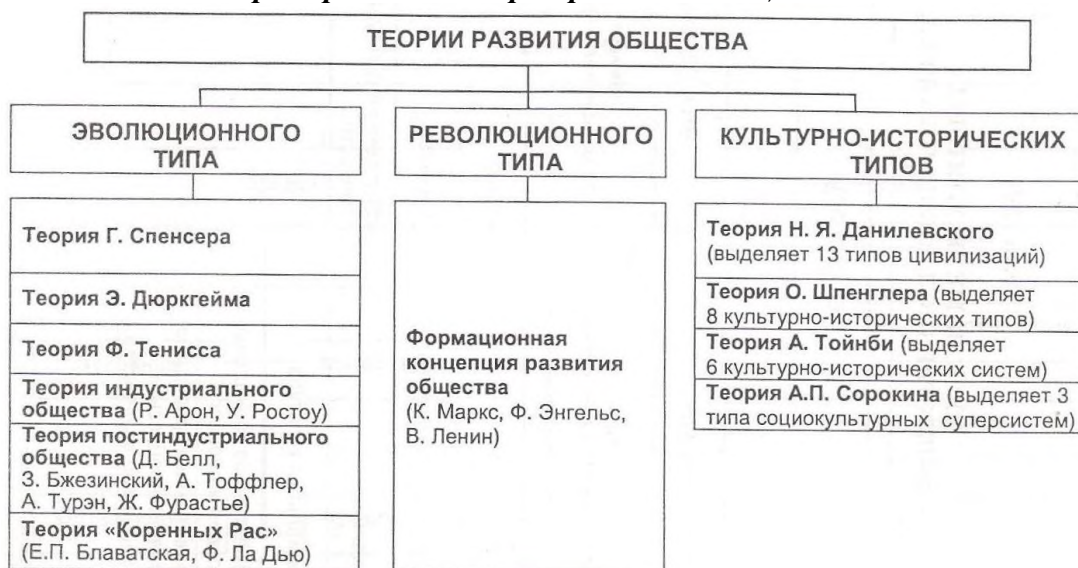 ТЕОРИИ РАЗВИТИЯ ОБЩЕСТВА
ЭВОЛЮЦИОННОГО
ТИПА
Теория Г. Спенсера
Теория Э. Дюркгейма
Теория Ф. Тенисса
Теория индустриального
общества (Р. Арон, У. Ростоу)
Теория постиндустриального
общества (Д. Белл,
З. Бжезинский, А. Тоффлер,
А. Турэн, Ж. Фурастье)
Теория «Коренных Рас»
(Е.П. Блаватская, Ф. Ла Дью)
РЕВОЛЮЦИОННОГО
ТИПА
Формационная
концепция развития
общества
(К. Маркс, Ф. Энгельс,
В. Ленин)
КУЛЬТУРНО-ИСТОРИЧЕСКИХ
ТИПОВ
Теория Н. Я. Данилевского
(выделяет 13 типов цивилизаций)
Теория О. Шпенглера (выделяет
8 культурно-исторических типов)
Теория А. Тойнби (выделяет
6 культурно-исторических систем)
Теория А.П. Сорокина (выделяет 3
типа социокультурных суперсистем)